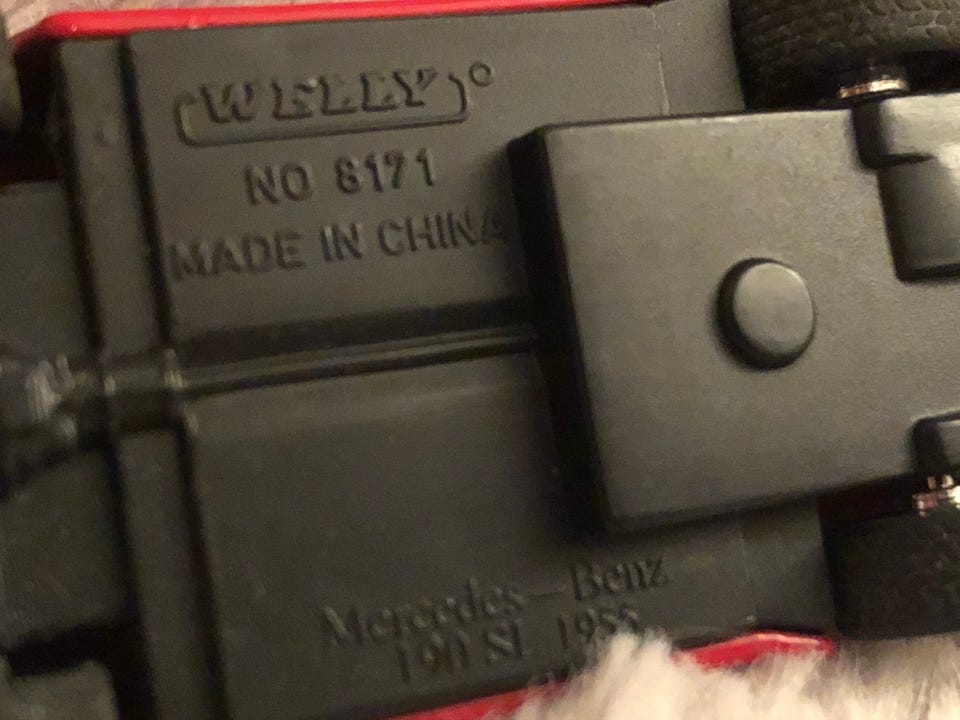 WELLY
NO 8171
MADE IN CHINA
Mercedes-Benz
190 SL 1955